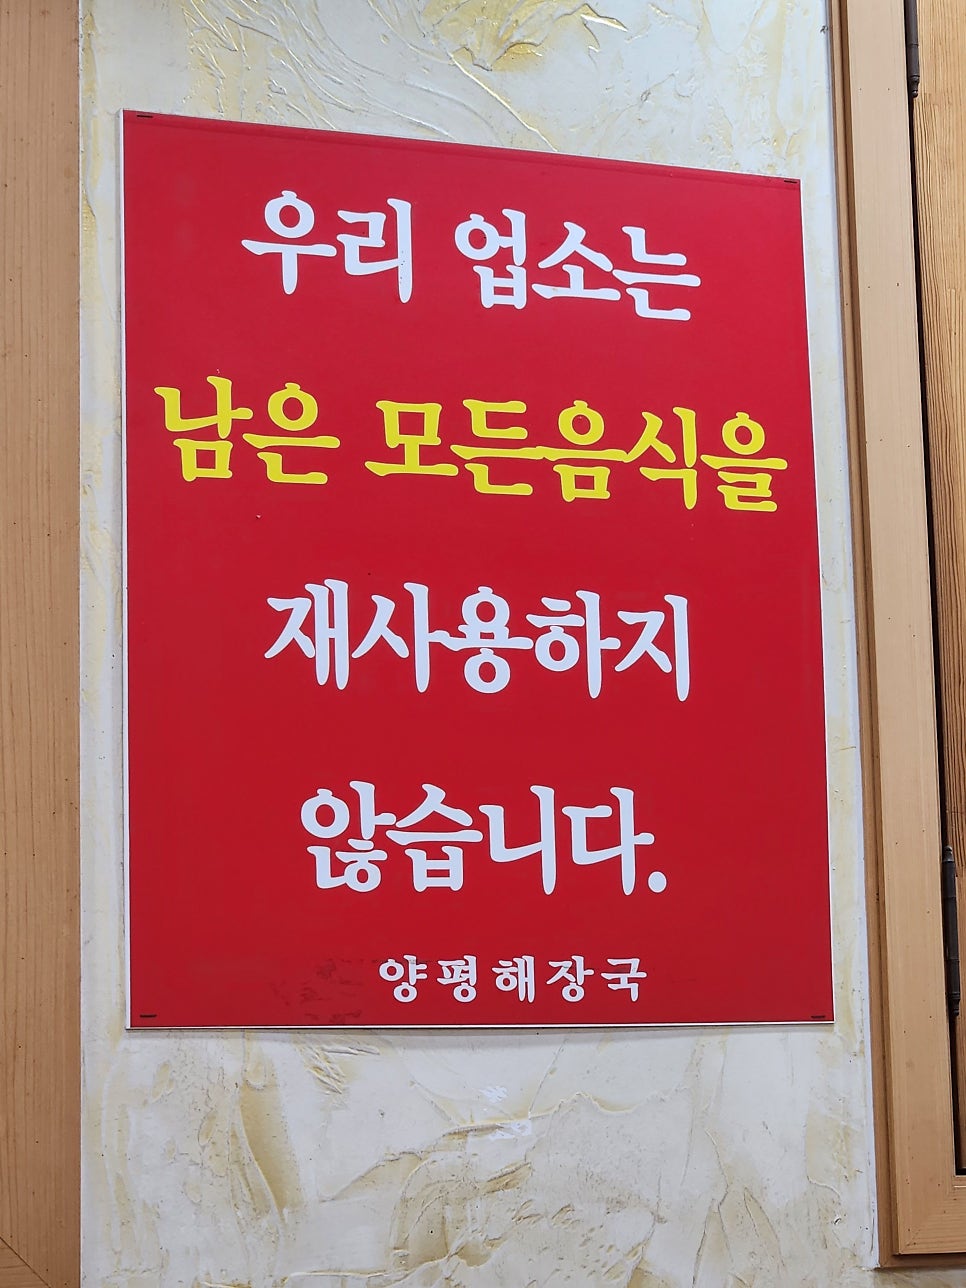 우리 업소는
남은 모든음식을
재사용하지
않습니다.
양평해장국